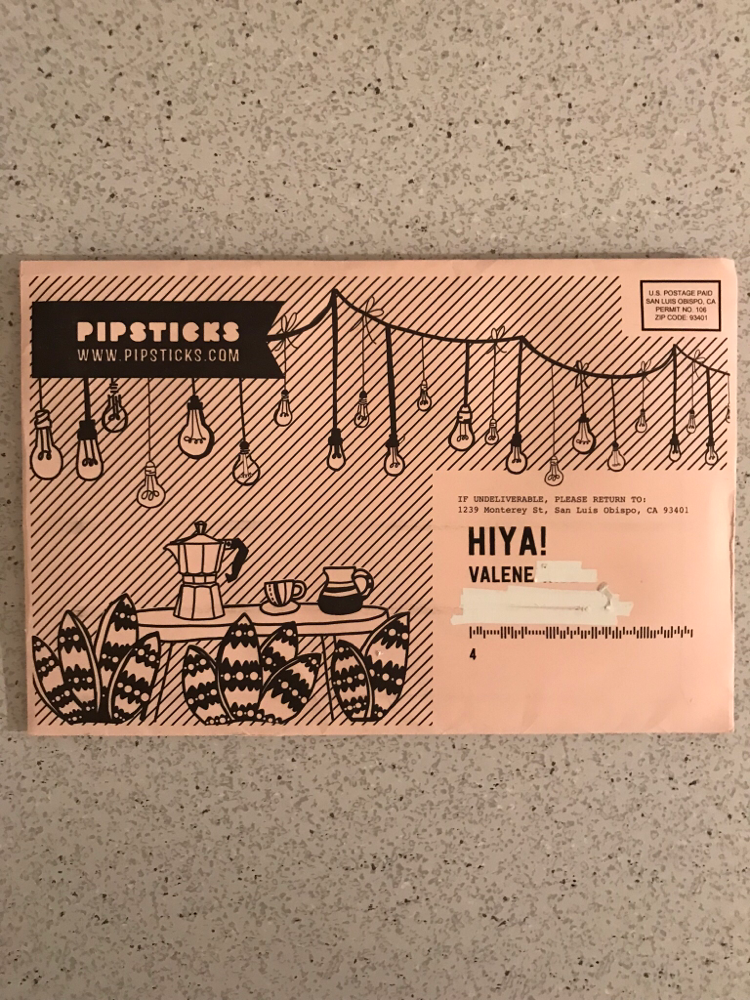 PIPSTICKS
WWW.PIPSTICKS.COM
U.S. POSTAGE PAID
SAN LUIS OBISPO, CA
PERMIT NO. 106
ZIP CODE: 93401
IF UNDELIVERABLE, PLEASE RETURN TO:
1239 Monterey St, San Luis Obispo, CA 93401
HIYA!
VALENE
4